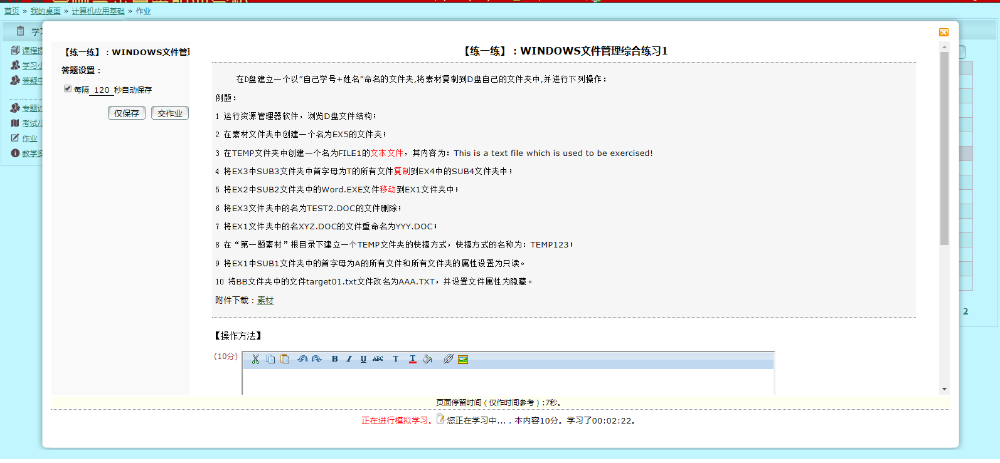 首页 » 我的桌面 » 计算机应用基础 » 作业
学习
课程提
学习小
答疑中
专题讨
考试/
作业
教学资
【练一练】：WINDOWS文件管理
答题设置：
每隔 120 秒自动保存
仅保存 交作业
【练一练】：WINDOWS文件管理综合练习1
在D盘建立一个以"自己学号+姓名"命名的文件夹,将素材复制到D盘自己的文件夹中,并进行下列操作：
例题：
1 运行资源管理器软件，浏览D盘文件结构；
2 在素材文件夹中创建一个名为EX5的文件夹；
3 在TEMP文件夹中创建一个名为FILE1的文本文件，其内容为：This is a text file which is used to be exercised!
4 将EX3中SUB3文件夹中首字母为T的所有文件复制到EX4中的SUB4文件夹中；
5 将EX2中SUB2文件夹中的Word.EXE文件移动到EX1文件夹中；
6 将EX3文件夹中的名为TEST2.DOC的文件删除；
7 将EX1文件夹中的名XYZ.DOC的文件重命名为YYY.DOC；
8 在“第一题素材”根目录下建立一个TEMP文件夹的快捷方式，快捷方式的名称为：TEMP123；
9 将EX1中SUB1文件夹中的首字母为A的所有文件和所有文件夹的属性设置为只读。
10 将BB文件夹中的文件target01.txt文件改名为AAA.TXT，并设置文件属性为隐藏。
附件下载：素材
2
【操作方法】
(10分)
B I U ABC T T
页面停留时间（仅作时间参考）:7秒。
正在进行模拟学习。 您正在学习中...，本内容10分。学习了00:02:22。